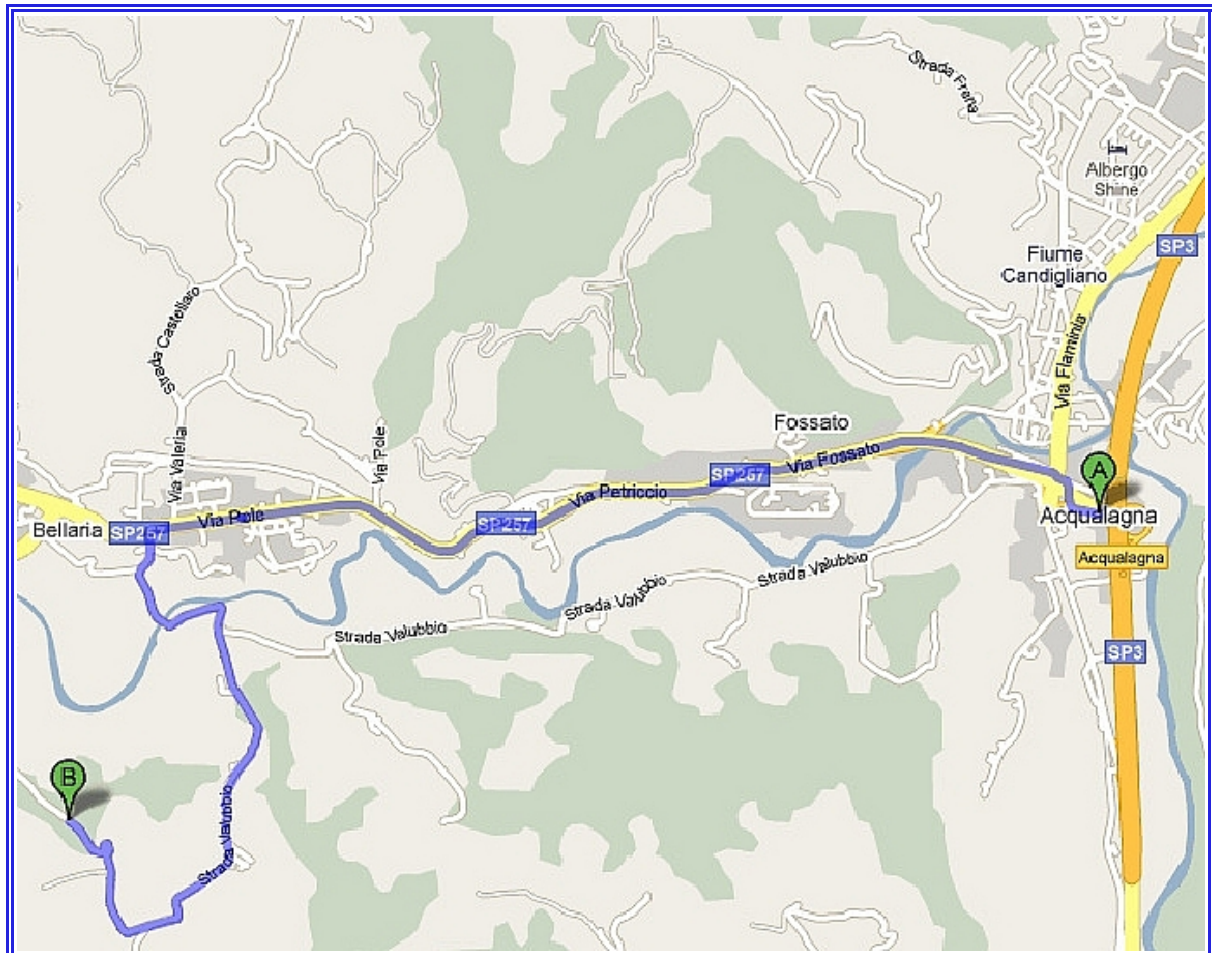 Strada Fraña
Albergo
Shine
SP3
Fiume
Candigliano
Strada Castellaro
Via Flaminia
Fossato
Via Valeria
Via Pole
Via Fossato
A
SP257
Via Petriccio
Via Pole
SP257
Acqualagna
Bellaria
SP257
Acqualagna
Strada Valubbio
Strada Valubbio
Strada Valubbio
SP3
B
Strada Valubbio